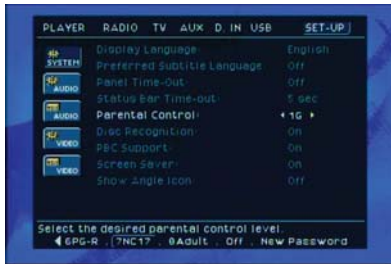 PLAYER RADIO TV AUX D. IN USB SET-UP
SYSTEM
AUDIO
AUDIO
VIDEO
VIDEO
Display Language: English
Preferred Subtitle Language Off
Panel Time-Out: Off
Status Bar Time-out: 5 sec
Parental Control: 1G
Disc Recognition: On
PBC Support: On
Screen Saver: On
Show Angle Icon: Off
Select the desired parental control level.
6PG-R . 7NC17 . 8Adult . Off . New Password